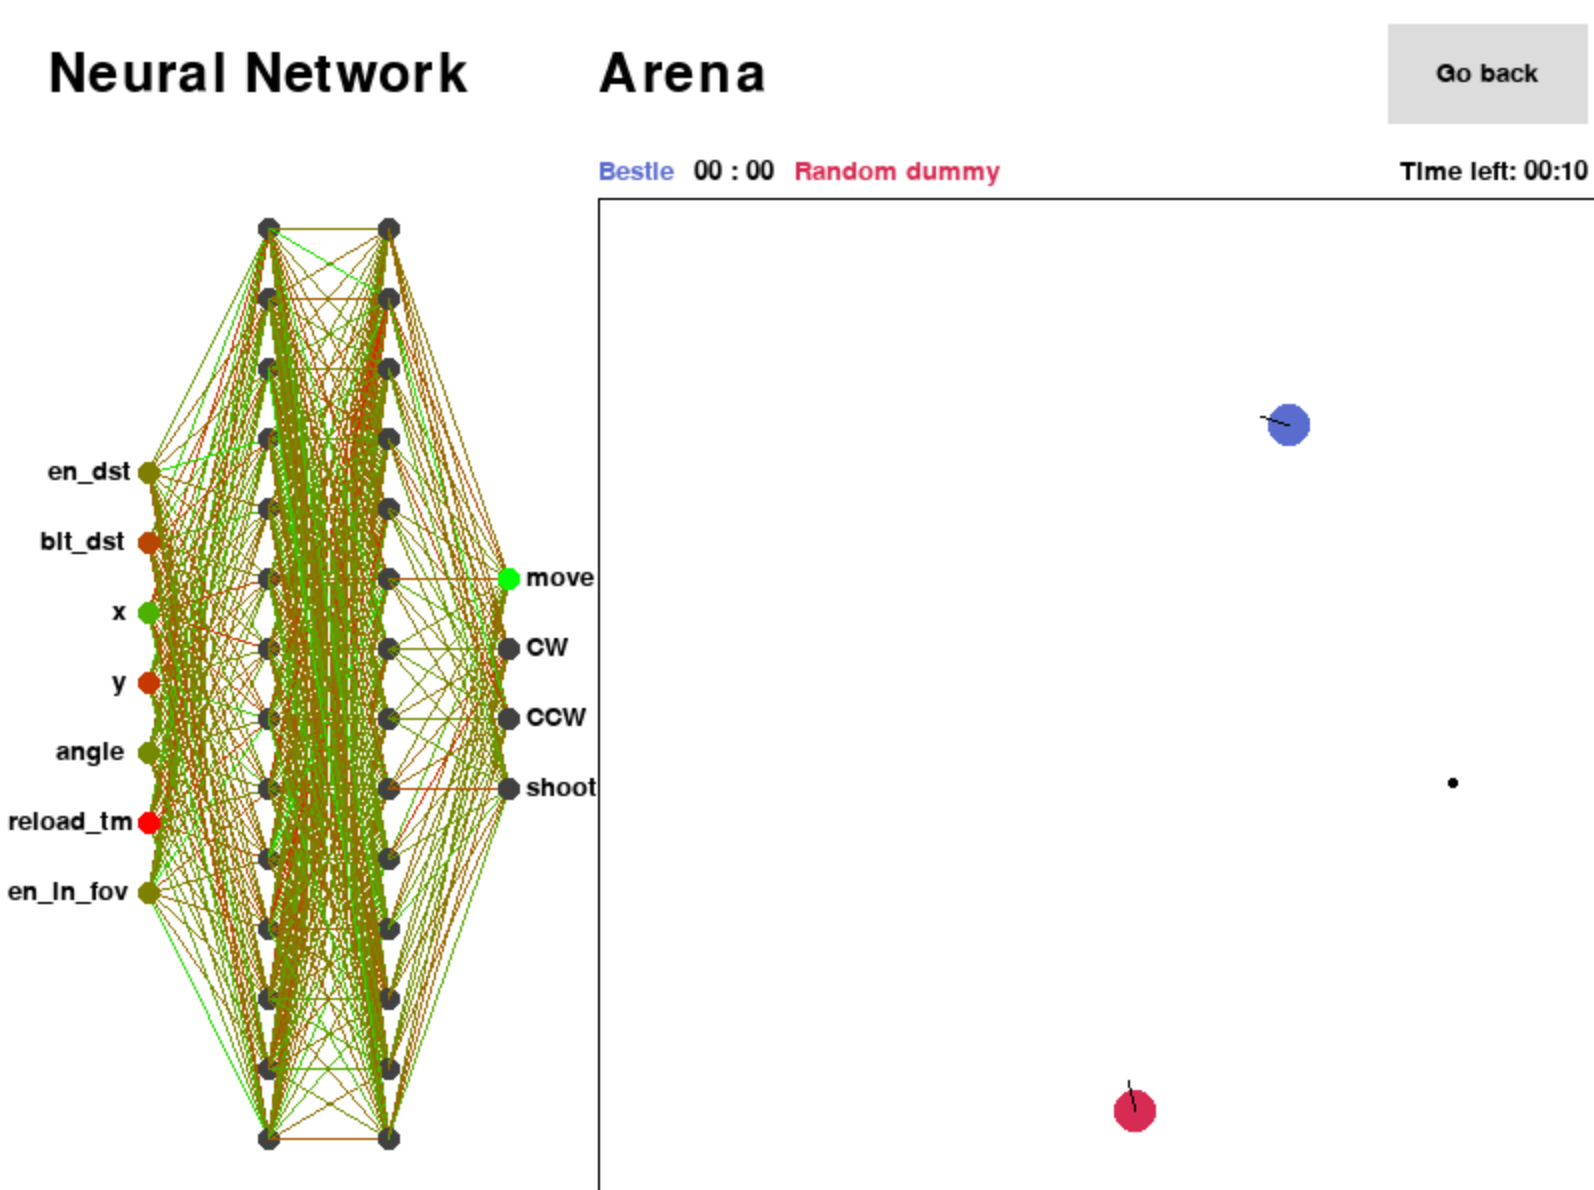 Neural Network
Arena
Go back
Bestie 00 : 00 Random dummy
Time left: 00:10
en_dst
blt_dst
x
y
angle
reload_tm
en_in_fov
move
CW
CCW
shoot